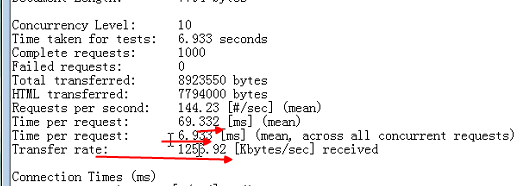 Concurrency Level: 10
Time taken for tests: 6.933 seconds
Complete requests: 1000
Failed requests: 0
Total transferred: 8923550 bytes
HTML transferred: 7794000 bytes
Requests per second: 144.23 [#/sec] (mean)
Time per request: 69.332 [ms] (mean)
Time per request: 6.933 [ms] (mean, across all concurrent requests)
Transfer rate: 1256.92 [Kbytes/sec] received
Connection Times (ms)